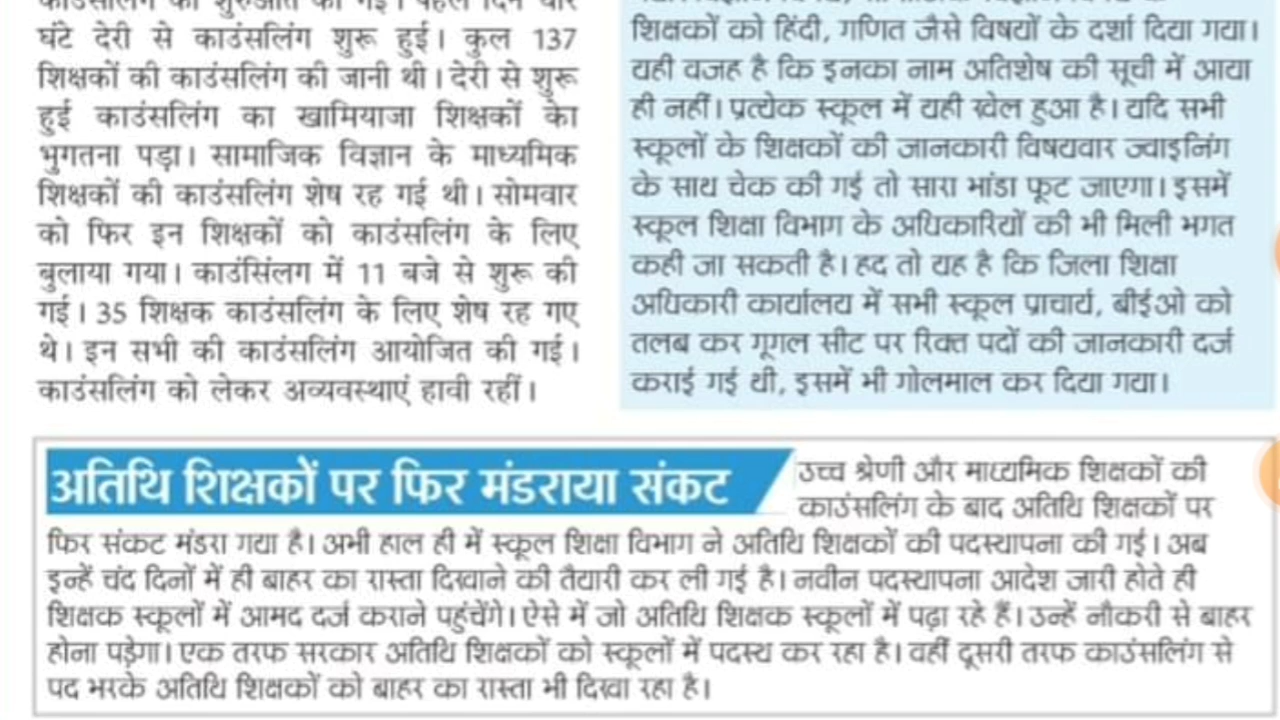 घंटे देरी से काउंसलिंग शुरू हुई। कुल 137
शिक्षकों की काउंसलिंग की जानी थी। देरी से शुरू
हुई काउंसलिंग का खामियाजा शिक्षकों केा
भुगतना पड़ा। सामाजिक विज्ञान के माध्यमिक
शिक्षकों की काउंसलिंग शेष रह गई थी। सोमवार
को फिर इन शिक्षकों को काउंसलिंग के लिए
बुलाया गया। काउंसिंलग में 11 बजे से शुरू की
गई। 35 शिक्षक काउंसलिंग के लिए शेष रह गए
थे। इन सभी की काउंसलिंग आयोजित की गई।
काउंसलिंग को लेकर अव्यवस्थाएं हावी रहीं।
शिक्षकों को हिंदी, गणित जैसे विषयों के दर्शा दिया गया।
यही वजह है कि इनका नाम अतिशेष की सूची में आया
ही नहीं। प्रत्येक स्कूल में यही खेल हुआ है। यदि सभी
स्कूलों के शिक्षकों की जानकारी विषयवार ज्वाइनिंग
के साथ चेक की गई तो सारा भांडा फूट जाएगा। इसमें
स्कूल शिक्षा विभाग के अधिकारियों की भी मिली भगत
कही जा सकती है। हद तो यह है कि जिला शिक्षा
अधिकारी कार्यालय में सभी स्कूल प्राचार्य, बीईओ को
तलब कर गूगल सीट पर रिक्त पदों की जानकारी दर्ज
कराई गई थी, इसमें भी गोलमाल कर दिया गया।
अतिथि शिक्षकों पर फिर मंडराया संकट
उच्च श्रेणी और माध्यमिक शिक्षकों की
काउंसलिंग के बाद अतिथि शिक्षकों पर
फिर संकट मंडरा गया है। अभी हाल ही में स्कूल शिक्षा विभाग ने अतिथि शिक्षकों की पदस्थापना की गई। अब
इन्हें चंद दिनों में ही बाहर का रास्ता दिखाने की तैयारी कर ली गई है। नवीन पदस्थापना आदेश जारी होते ही
शिक्षक स्कूलों में आमद दर्ज कराने पहुंचेंगे। ऐसे में जो अतिथि शिक्षक स्कूलों में पढ़ा रहे हैं। उन्हें नौकरी से बाहर
होना पड़ेगा। एक तरफ सरकार अतिथि शिक्षकों को स्कूलों में पदस्थ कर रहा है। वहीं दूसरी तरफ काउंसलिंग से
पद भरके अतिथि शिक्षकों को बाहर का रास्ता भी दिखा रहा है।